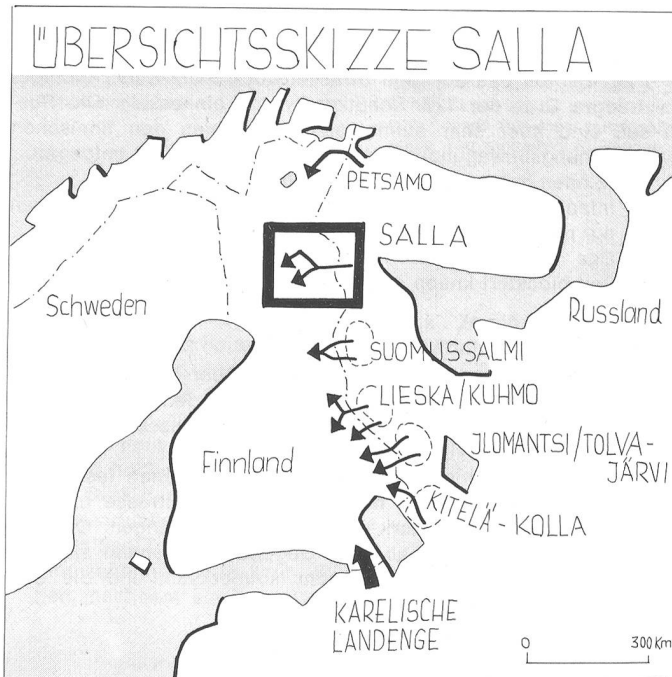 ÜBERSICHTSSKIZZE SALLA
PETSAMO
SALLA
Schweden
Russland
SUOMUSSALMI
LIESKA/KUHMO
Finnland
JLOMANTSI/TOLVA-
JÄRVI
KITELÄ-KOLLA
KARELISCHE
LANDENGE
0 300 Km